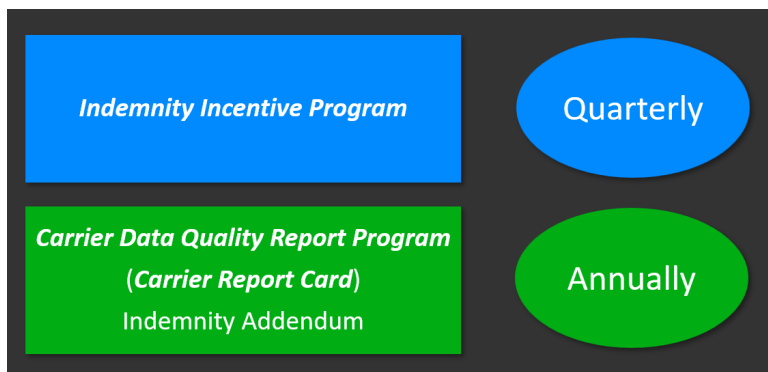 Indemnity Incentive Program
Quarterly
Carrier Data Quality Report Program
(Carrier Report Card)
Indemnity Addendum
Annually